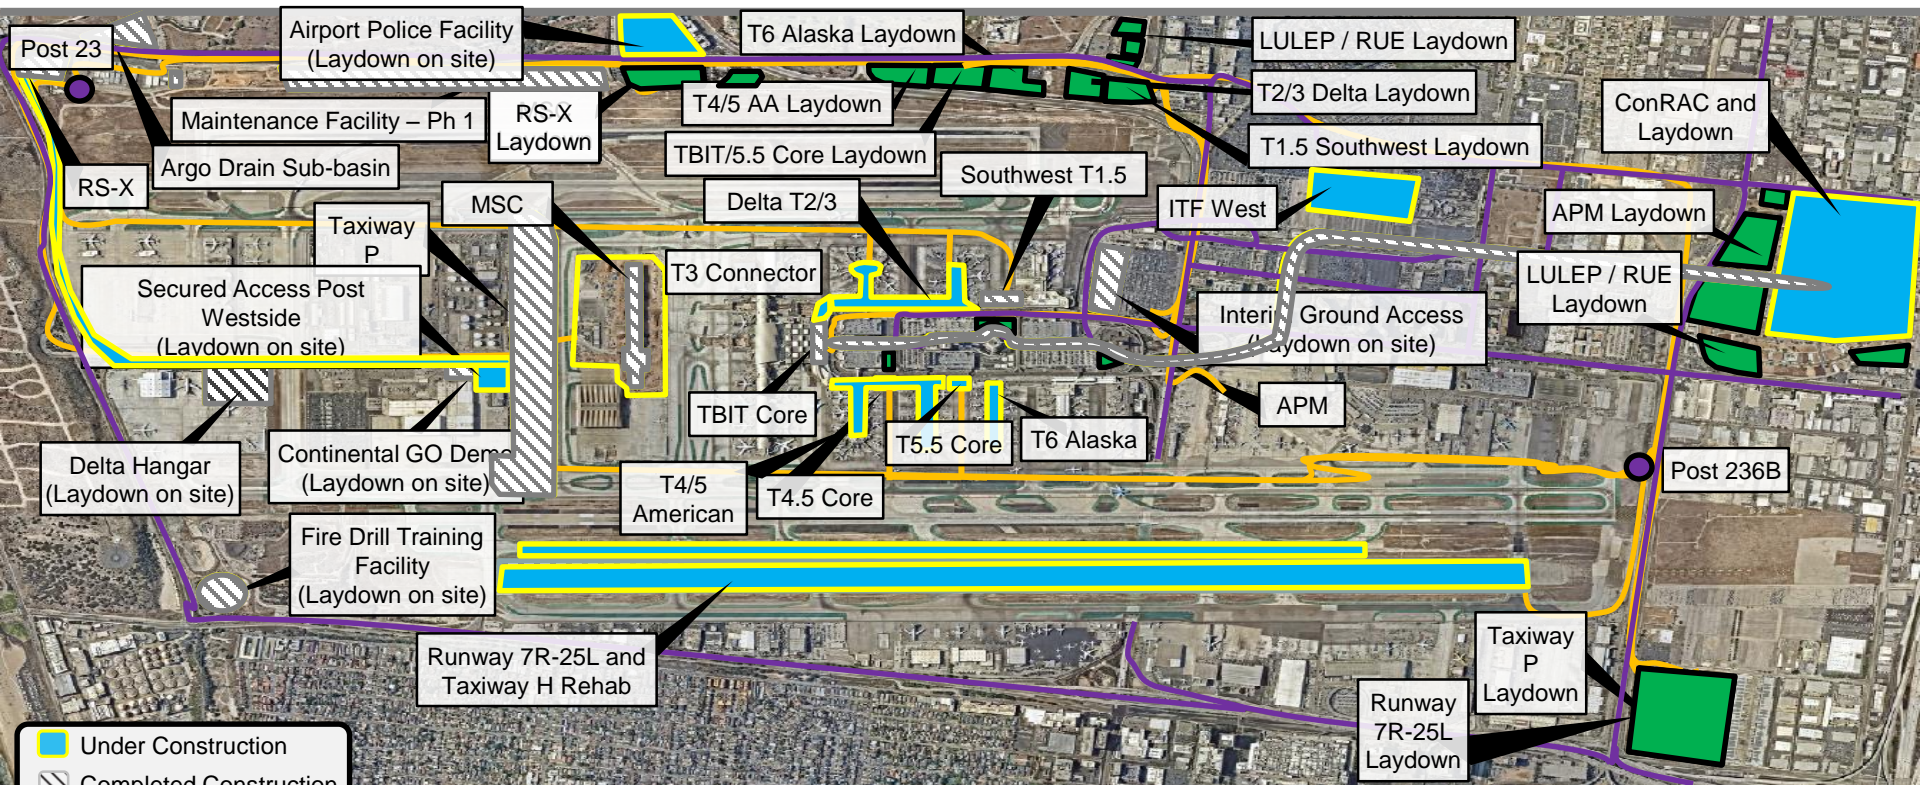 Post 23
Airport Police Facility
(Laydown on site)
T6 Alaska Laydown
LULEP / RUE Laydown
T4/5 AA Laydown
T2/3 Delta Laydown
ConRAC and
Laydown
Maintenance Facility – Ph 1
RS-X
Laydown
TBIT/5.5 Core Laydown
T1.5 Southwest Laydown
Argo Drain Sub-basin
RS-X
MSC
Delta T2/3
Southwest T1.5
ITF West
APM Laydown
Taxiway
P
T3 Connector
LULEP / RUE
Laydown
Secured Access Post
Westside
(Laydown on site)
Interim Ground Access
(Laydown on site)
TBIT Core
APM
T5.5 Core
T6 Alaska
Delta Hangar
(Laydown on site)
Continental GO Demo
(Laydown on site)
T4/5
American
T4.5 Core
Post 236B
Fire Drill Training
Facility
(Laydown on site)
Runway 7R-25L and
Taxiway H Rehab
Taxiway
P
Laydown
Runway
7R-25L
Laydown
Under Construction
Completed Construction